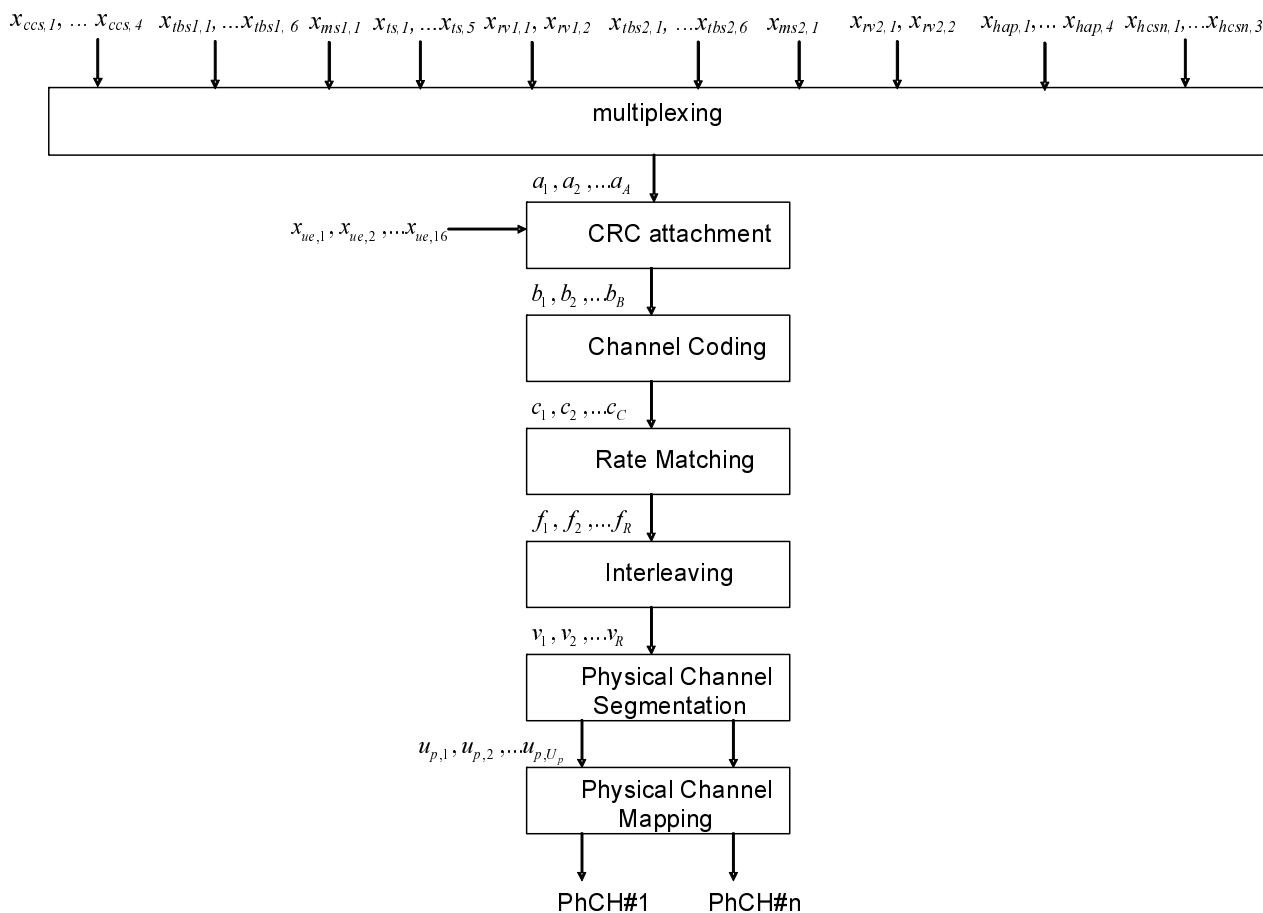 x_ccs,1, ... x_ccs,4 x_tbs1,1, ...x_tbs1,6 x_ms1,1 x_ts,1, ...x_ts,5 x_rv1,1, x_rv1,2 x_tbs2,1, ...x_tbs2,6 x_ms2,1 x_rv2,1, x_rv2,2 x_hap,1,... x_hap,4 x_hcsn,1,...x_hcsn,3
multiplexing
a_1, a_2, ...a_A
x_ue,1, x_ue,2, ...x_ue,16
CRC attachment
b_1, b_2, ...b_B
Channel Coding
c_1, c_2, ...c_C
Rate Matching
f_1, f_2, ...f_R
Interleaving
v_1, v_2, ...v_R
Physical Channel
Segmentation
u_p,1, u_p,2, ...u_p,U_p
Physical Channel
Mapping
PhCH#1 PhCH#n